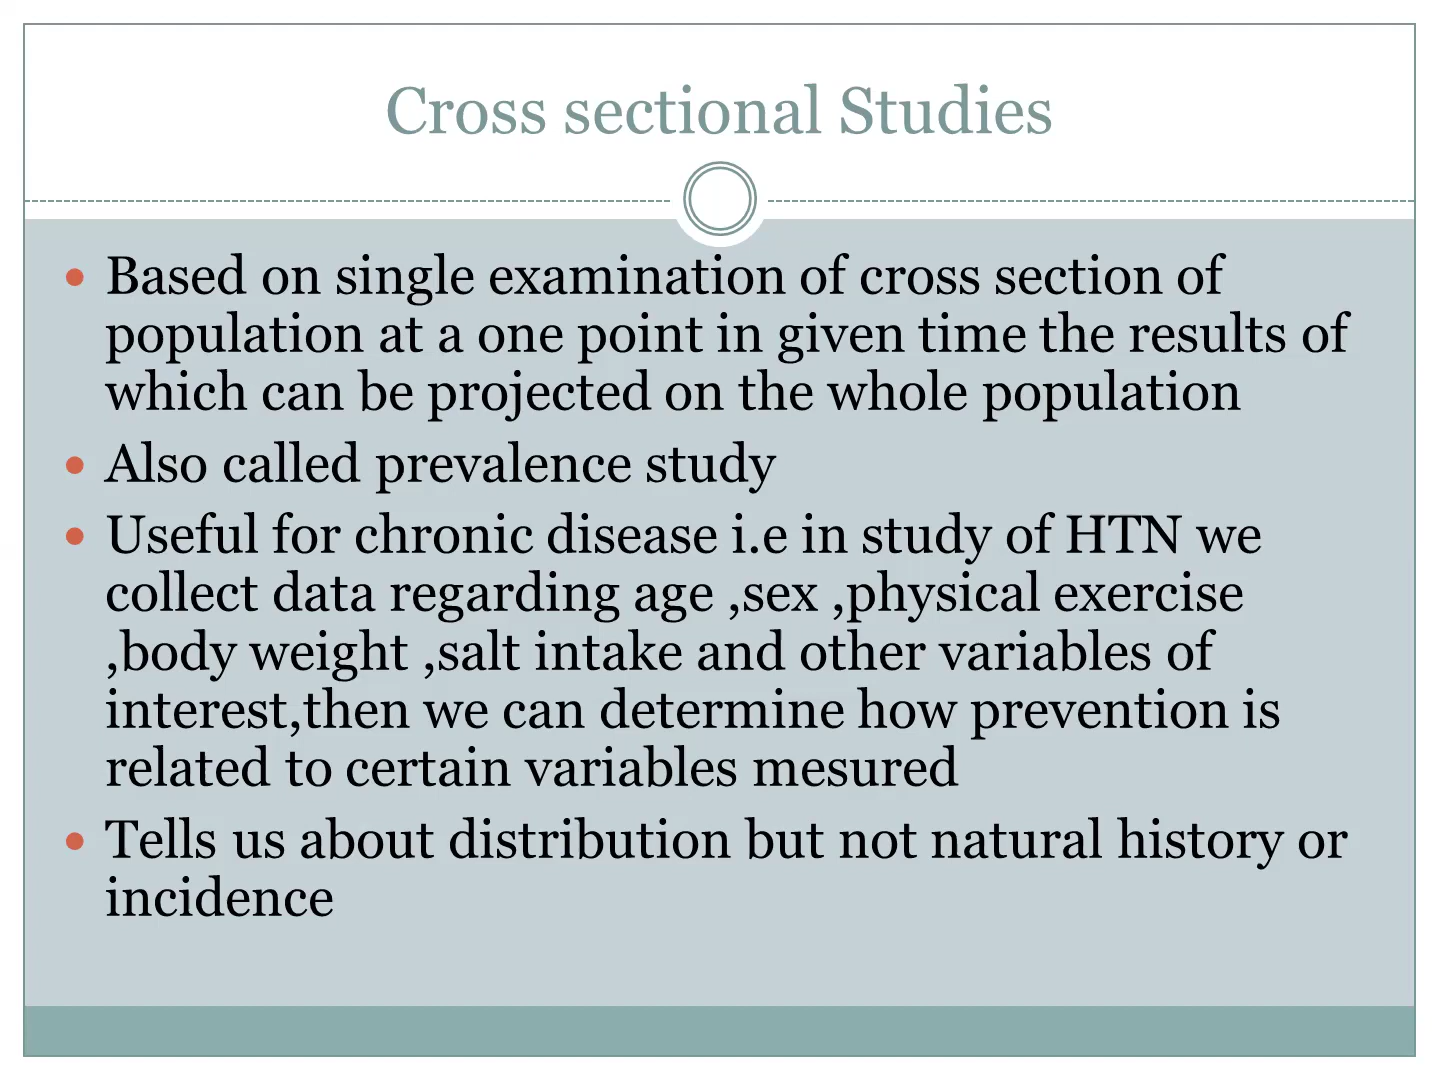 Cross sectional Studies
• Based on single examination of cross section of
population at a one point in given time the results of
which can be projected on the whole population
• Also called prevalence study
• Useful for chronic disease i.e in study of HTN we
collect data regarding age ,sex ,physical exercise
,body weight ,salt intake and other variables of
interest,then we can determine how prevention is
related to certain variables mesured
• Tells us about distribution but not natural history or
incidence